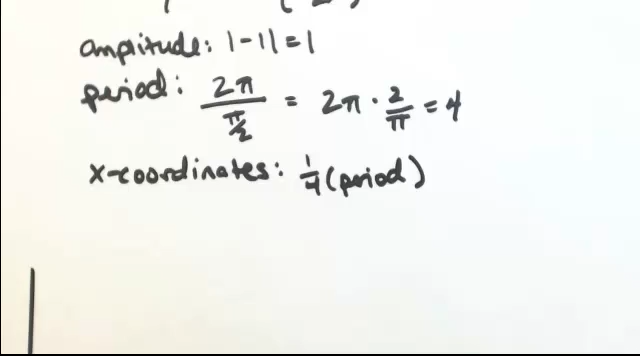 amplitude: |-1| = 1
period: 2π/(π/2) = 2π · 2/π = 4
x-coordinates: 1/4 (period)